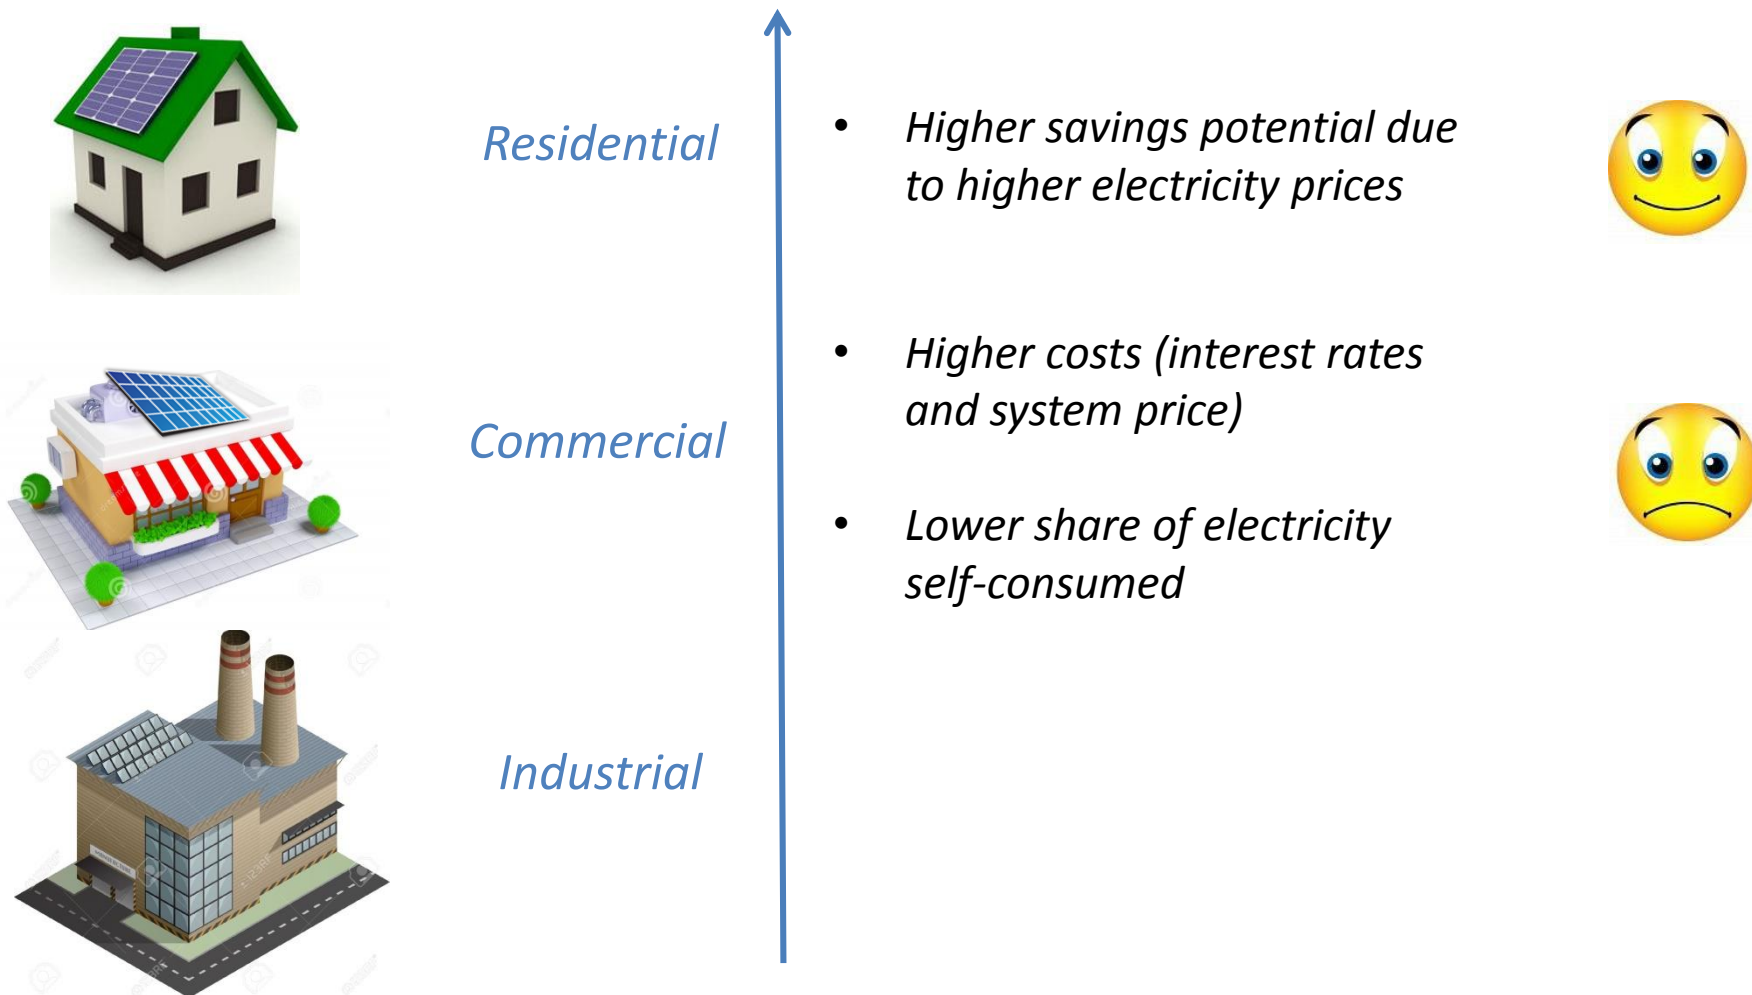 Residential
• Higher savings potential due
to higher electricity prices
• Higher costs (interest rates
and system price)
Commercial
• Lower share of electricity
self-consumed
Industrial